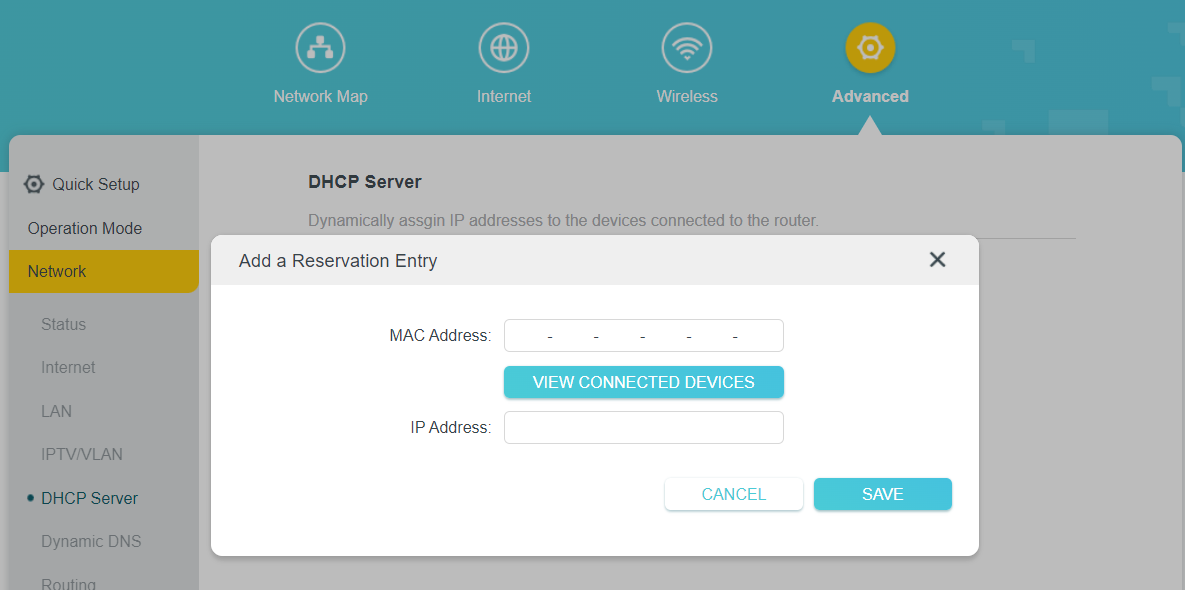 Network Map
Internet
Wireless
Advanced
Quick Setup
Operation Mode
Network
Status
Internet
LAN
IPTV/VLAN
DHCP Server
Dynamic DNS
Routing
DHCP Server
Dynamically assgin IP addresses to the devices connected to the router.
Add a Reservation Entry
MAC Address: - - - - -
VIEW CONNECTED DEVICES
IP Address:
CANCEL SAVE